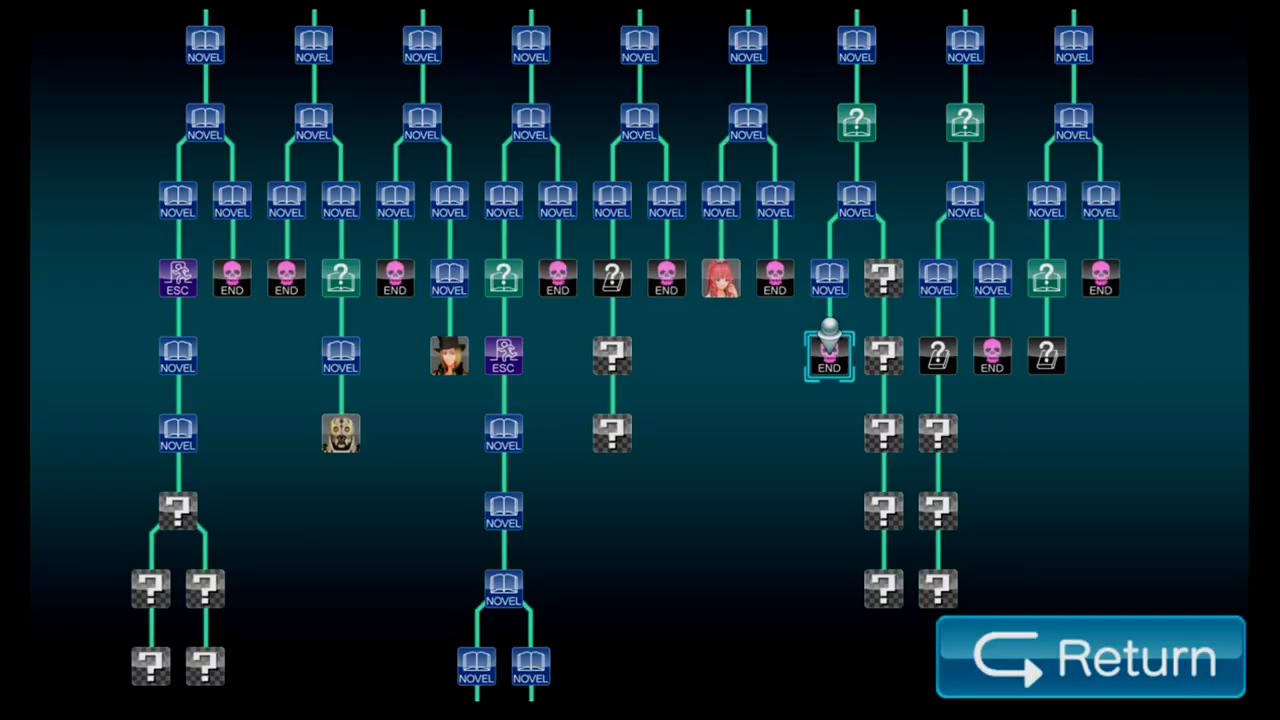 NOVEL NOVEL NOVEL NOVEL NOVEL NOVEL NOVEL NOVEL NOVEL
NOVEL NOVEL NOVEL NOVEL NOVEL NOVEL ? ? NOVEL
NOVEL NOVEL NOVEL NOVEL NOVEL NOVEL NOVEL NOVEL NOVEL NOVEL NOVEL NOVEL NOVEL NOVEL NOVEL NOVEL
ESC END END ? END NOVEL ? END ? END END NOVEL ? NOVEL NOVEL ? END
NOVEL NOVEL ESC ? END ? ? END ?
NOVEL NOVEL ? ? ?
? NOVEL ? ?
? ? NOVEL ? ?
? ? NOVEL NOVEL
Return